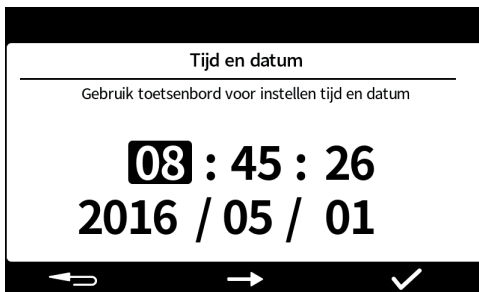 Tijd en datum
Gebruik toetsenbord voor instellen tijd en datum
08 : 45 : 26
2016 / 05 / 01